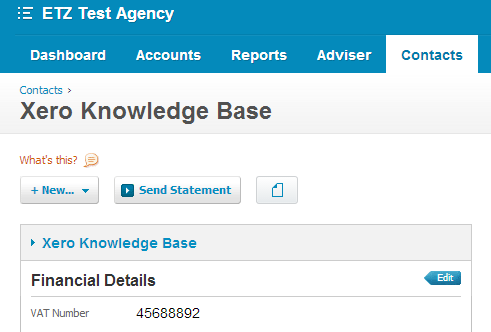 ETZ Test Agency
Dashboard Accounts Reports Adviser Contacts
Contacts ›
Xero Knowledge Base
What's this?
+ New... Send Statement
Xero Knowledge Base
Financial Details Edit
VAT Number 45688892